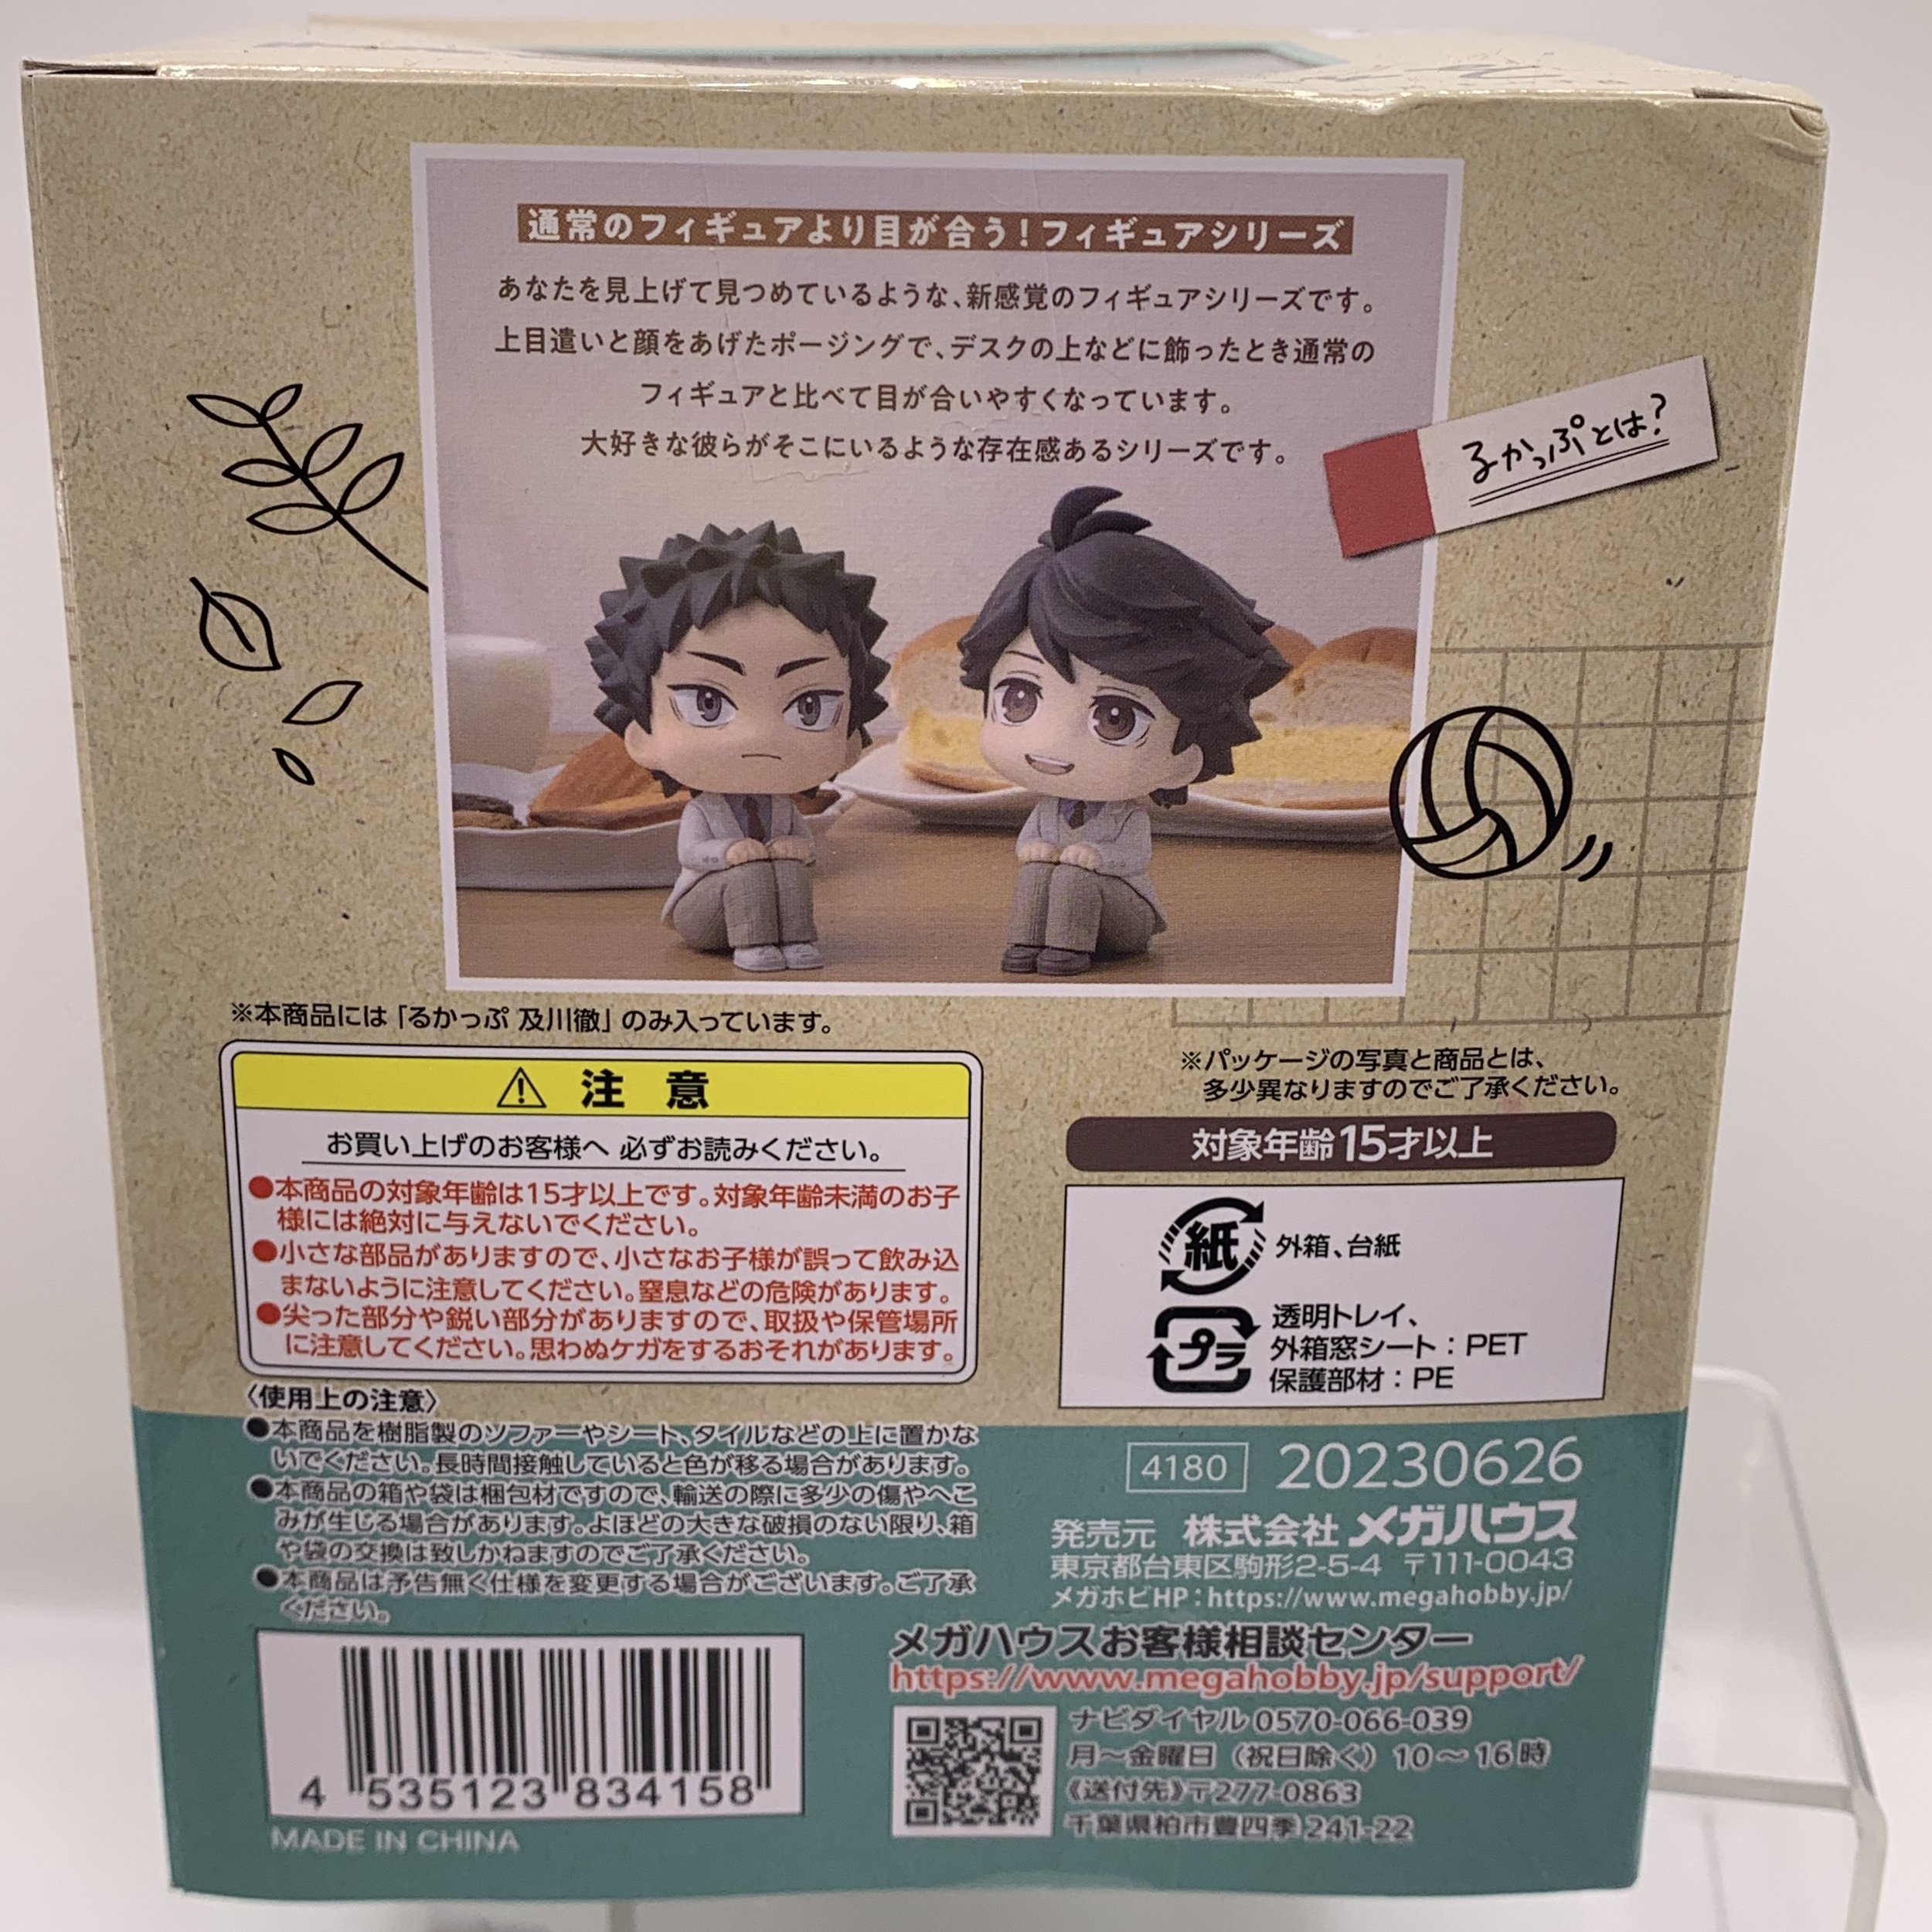 通常のフィギュアより目が合う！フィギュアシリーズ
あなたを見上げて見つめているような、新感覚のフィギュアシリーズです。
上目遣いと顔をあげたポージングで、デスクの上などに飾ったとき通常の
フィギュアと比べて目が合いやすくなっています。
大好きな彼らがそこにいるような存在感あるシリーズです。
るかっぷとは？
※本商品には「るかっぷ 及川徹」のみ入っています。
注 意
お買い上げのお客様へ 必ずお読みください。
●本商品の対象年齢は15才以上です。対象年齢未満のお子
様には絶対に与えないでください。
●小さな部品がありますので、小さなお子様が誤って飲み込
まないように注意してください。窒息などの危険があります。
●尖った部分や鋭い部分がありますので、取扱や保管場所
に注意してください。思わぬケガをするおそれがあります。
〈使用上の注意〉
●本商品を樹脂製のソファーやシート、タイルなどの上に置かな
いでください。長時間接触していると色が移る場合があります。
●本商品の箱や袋は梱包材ですので、輸送の際に多少の傷やへこ
みが生じる場合があります。よほどの大きな破損のない限り、箱
や袋の交換は致しかねますのでご了承ください。
●本商品は予告無く仕様を変更する場合がございます。ご了承
ください。
4 535123 834158
MADE IN CHINA
※パッケージの写真と商品とは、
多少異なりますのでご了承ください。
対象年齢15才以上
紙 外箱、台紙
プラ 透明トレイ、
外箱窓シート：PET
保護部材：PE
4180 20230626
発売元 株式会社 メガハウス
東京都台東区駒形2-5-4 〒111-0043
メガホビHP：https://www.megahobby.jp/
メガハウスお客様相談センター
https://www.megahobby.jp/support/
ナビダイヤル 0570-066-039
月〜金曜日（祝日除く）10〜16時
《送付先》〒277-0863
千葉県柏市豊四季241-22